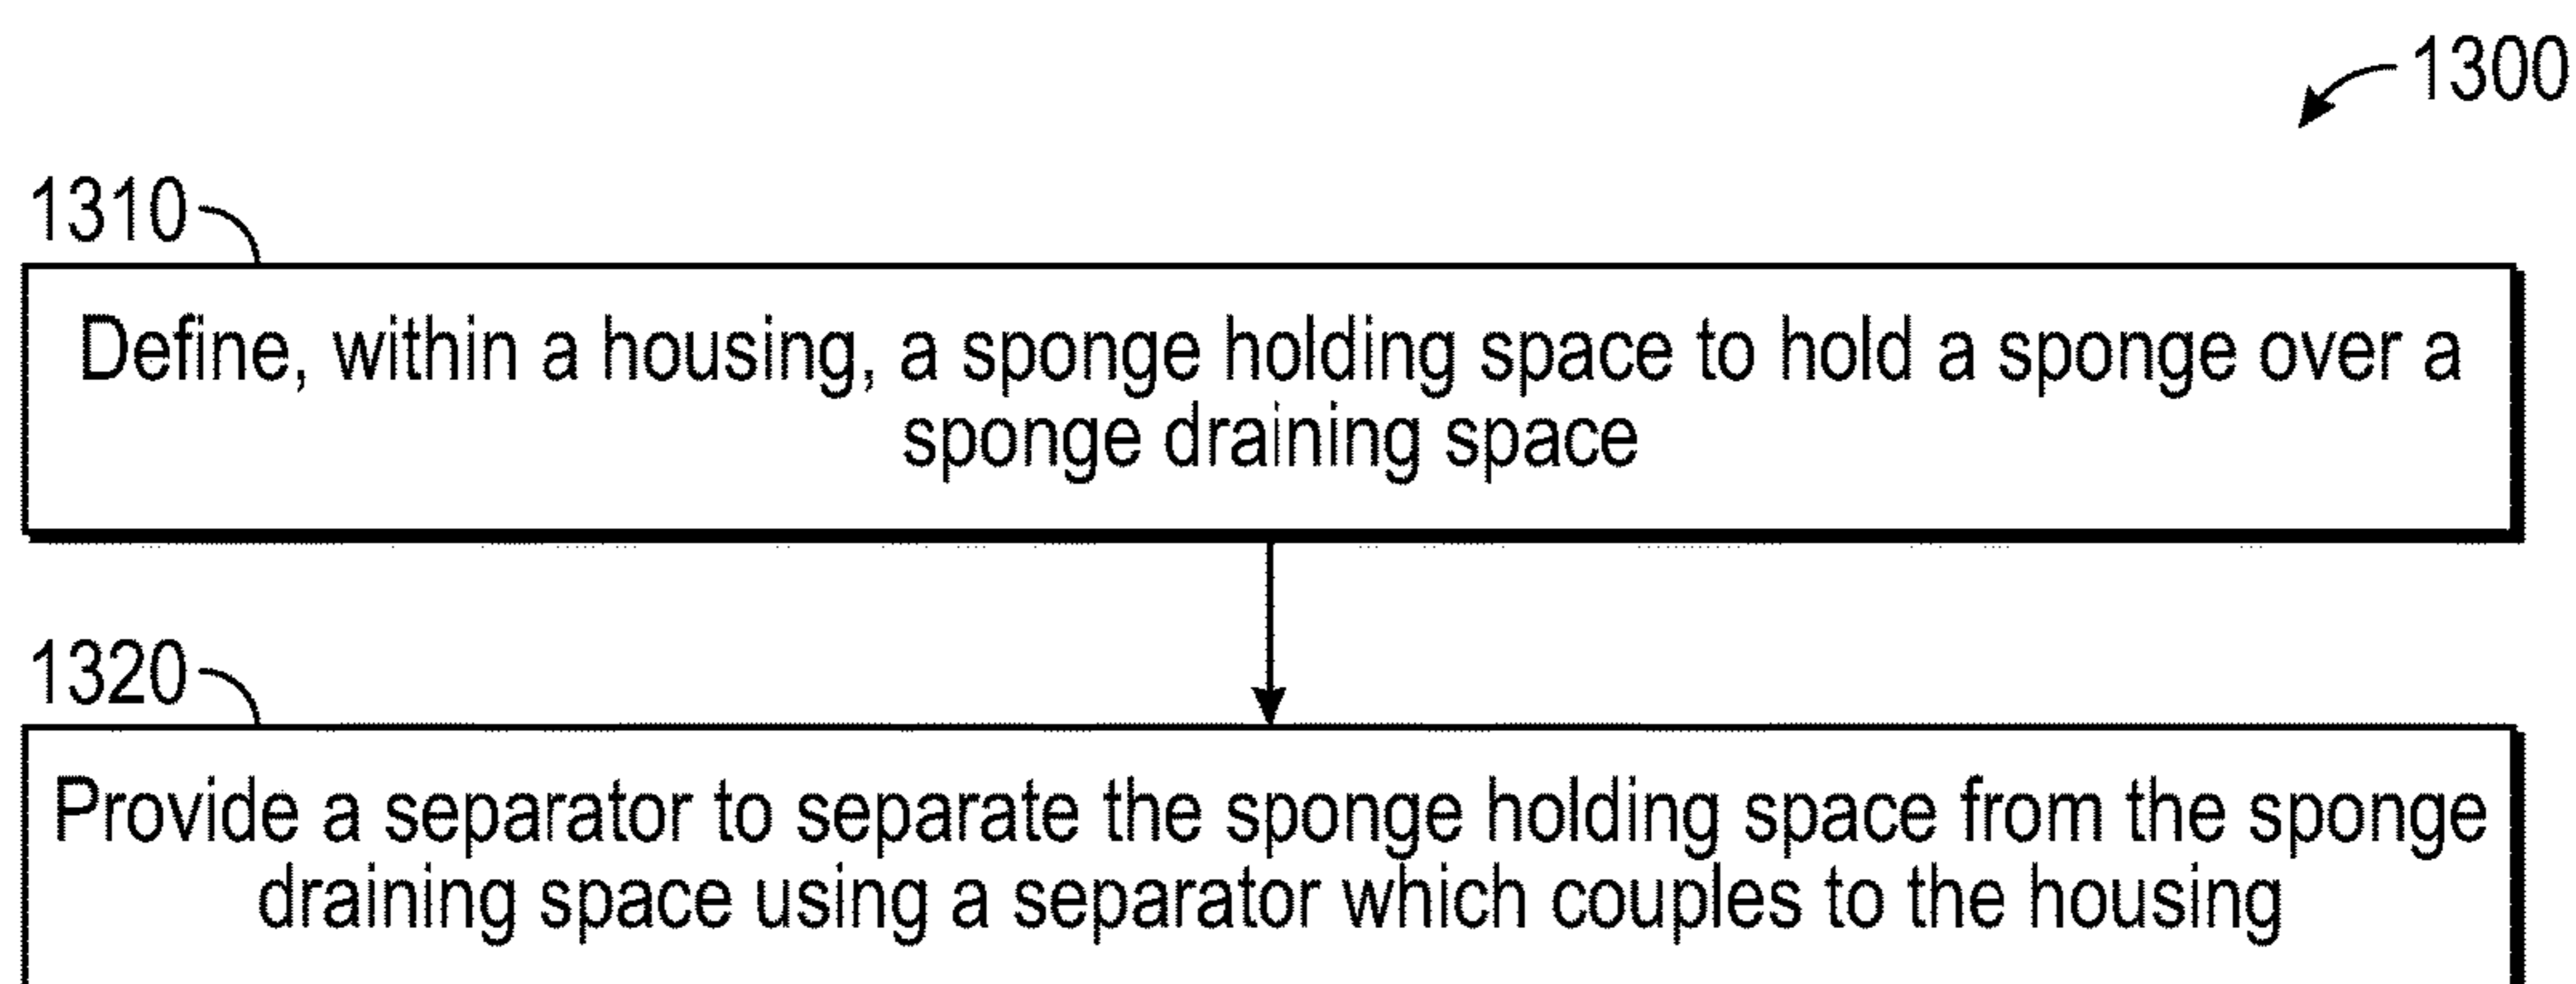 1300
1310
Define, within a housing, a sponge holding space to hold a sponge over a
sponge draining space
1320
Provide a separator to separate the sponge holding space from the sponge
draining space using a separator which couples to the housing